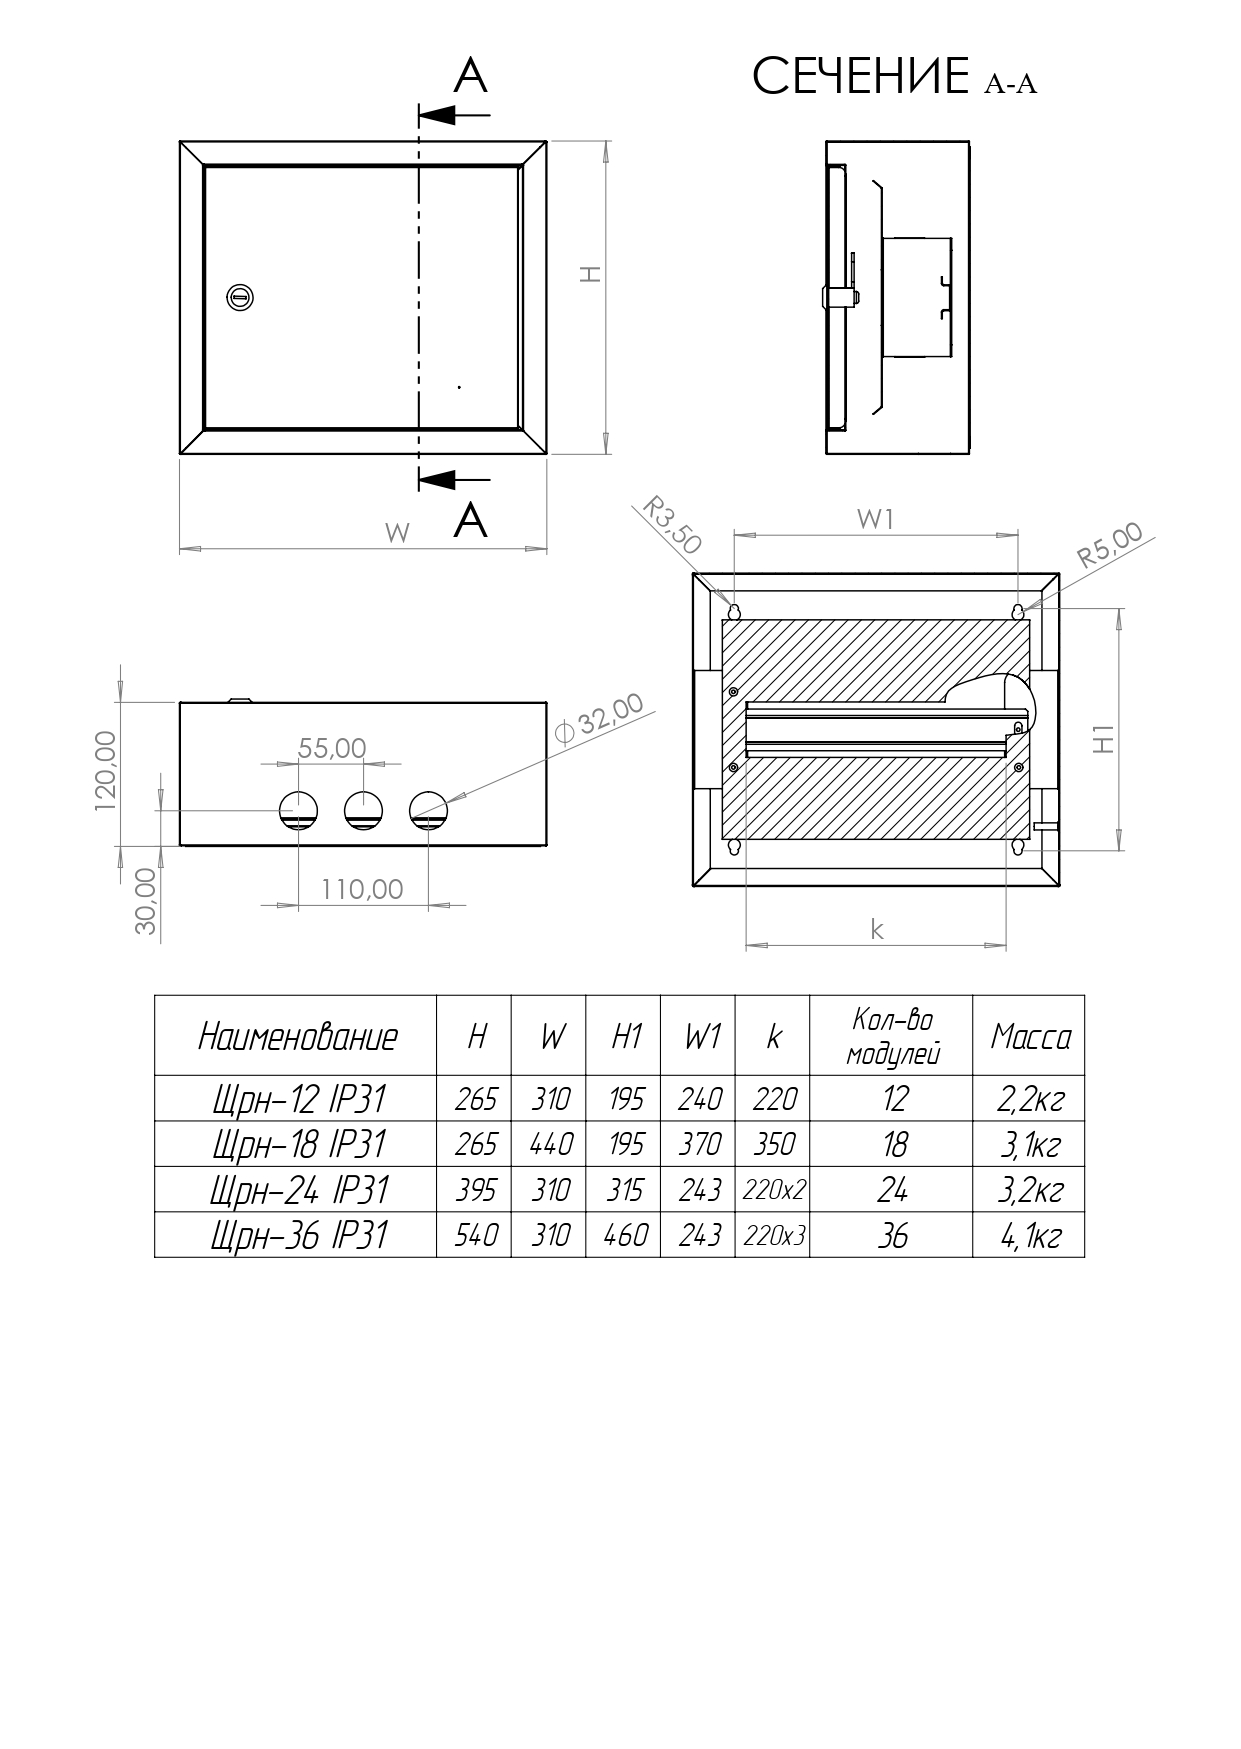 А
СЕЧЕНИЕ А-А
H
А
W
R3,50
W1
R5,00
H1
k
32,00
55,00
120,00
30,00
110,00
Наименование H W H1 W1 k Кол-во модулей Масса
Щрн-12 IP31 265 310 195 240 220 12 2,2кг
Щрн-18 IP31 265 440 195 370 350 18 3,1кг
Щрн-24 IP31 395 310 315 243 220х2 24 3,2кг
Щрн-36 IP31 540 310 460 243 220х3 36 4,1кг